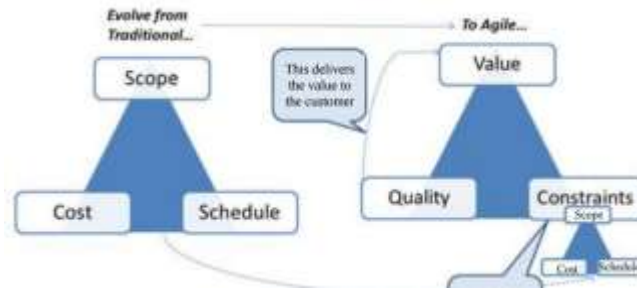 Evolve from
Traditional...
To Agile...
Scope
Value
This delivers
the value to
the customer
Cost
Schedule
Quality
Constraints
Scope
Cost
Schedule